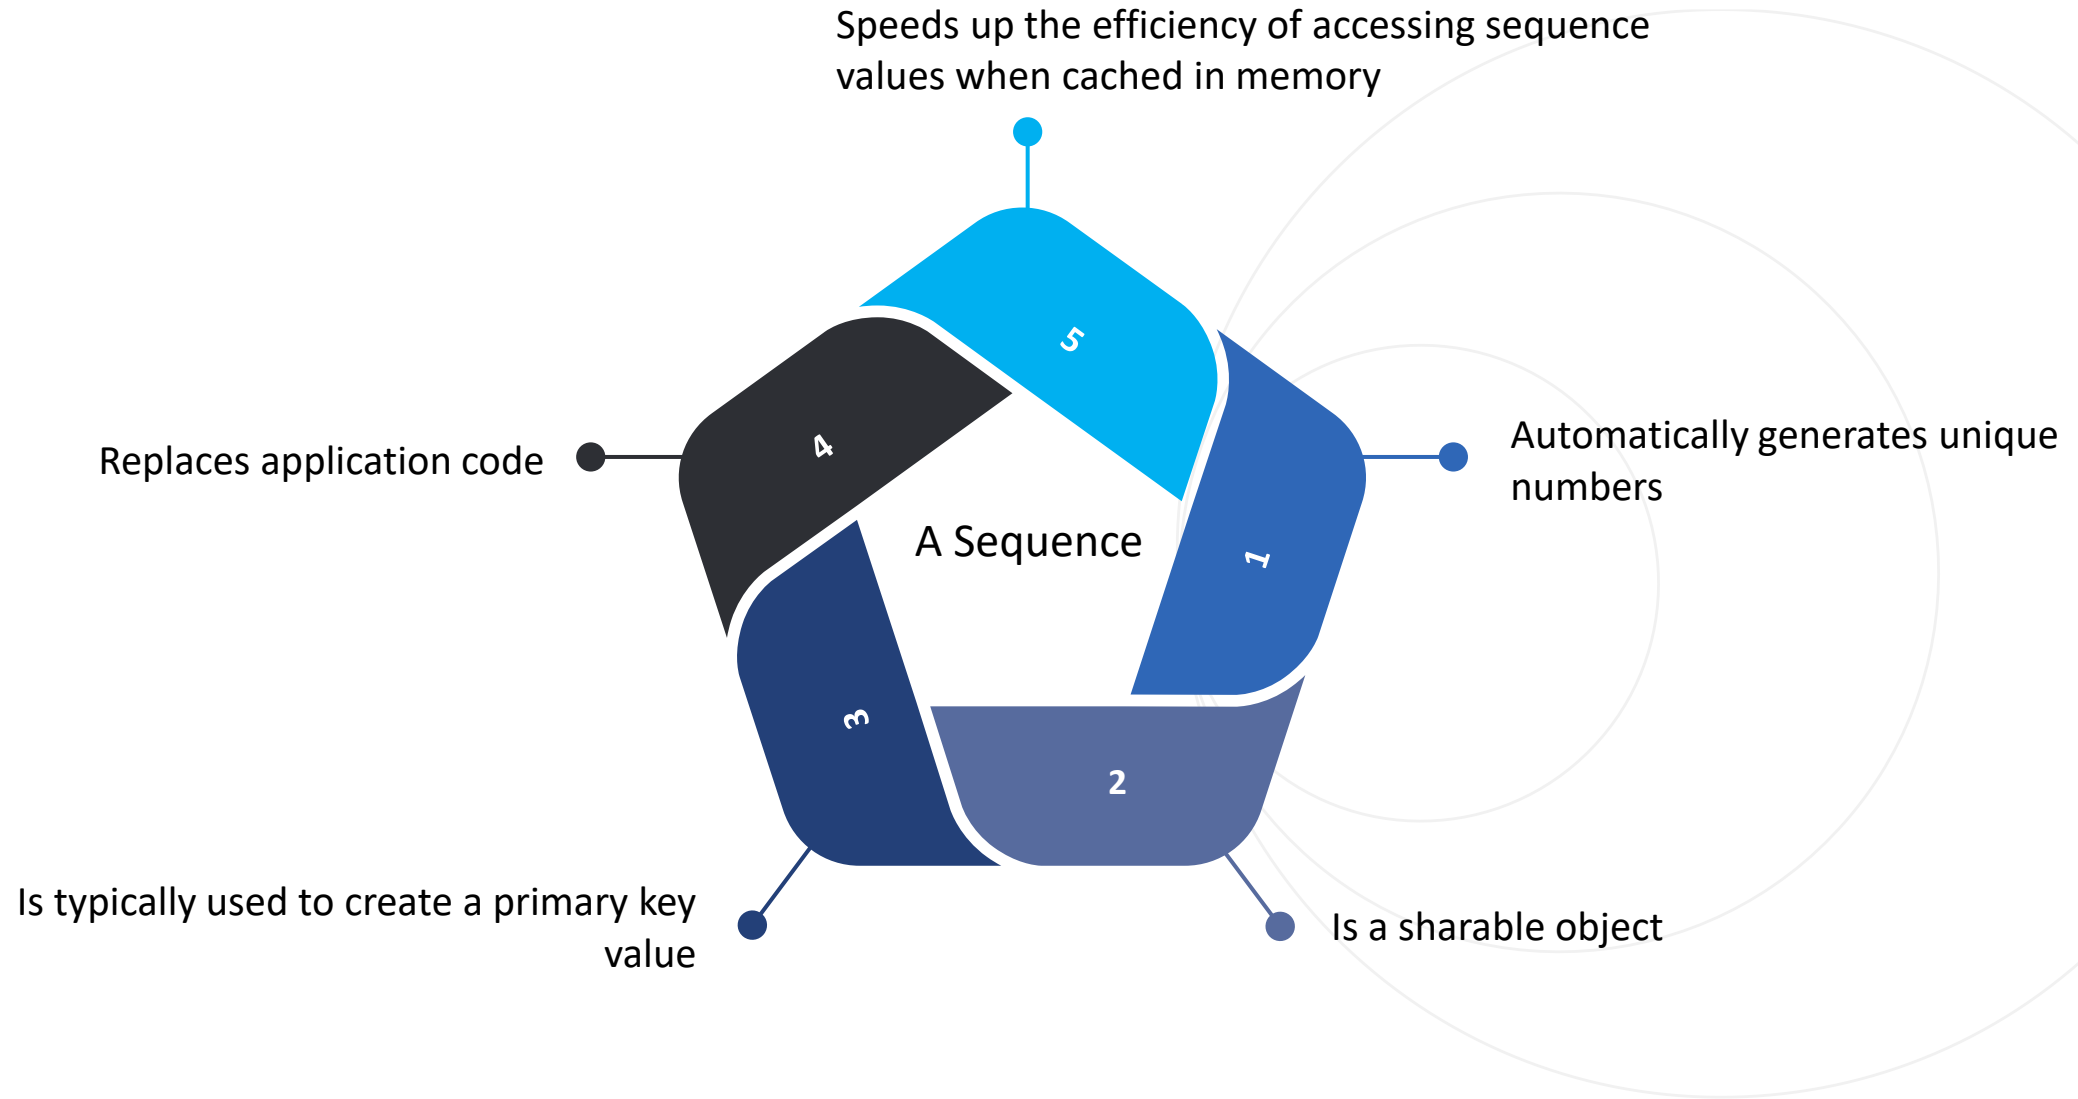 Speeds up the efficiency of accessing sequence
values when cached in memory
5
4
Replaces application code
Automatically generates unique
numbers
A Sequence
1
3
2
Is typically used to create a primary key
value
Is a sharable object